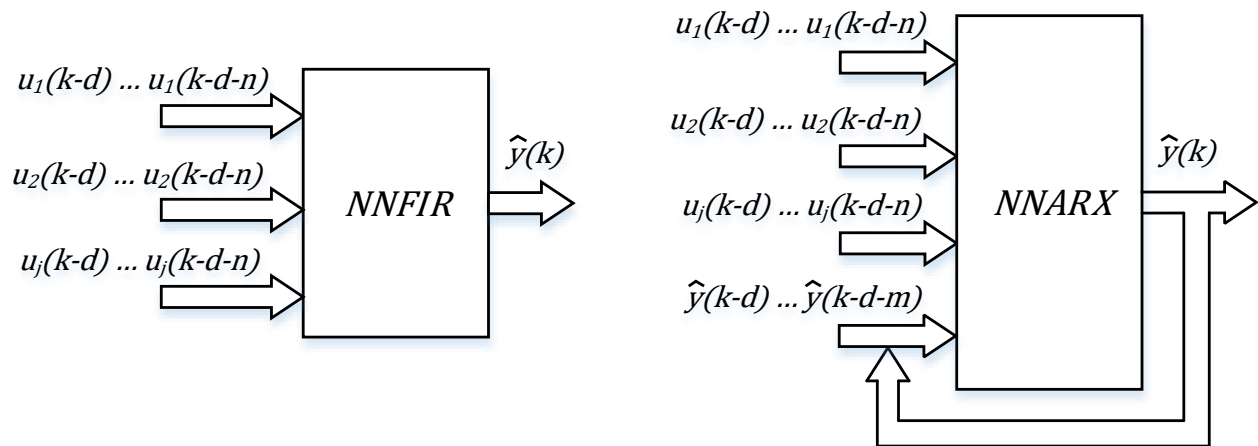 u₁(k-d) ... u₁(k-d-n)
u₂(k-d) ... u₂(k-d-n)
uⱼ(k-d) ... uⱼ(k-d-n)
NNFIR
ŷ(k)
u₁(k-d) ... u₁(k-d-n)
u₂(k-d) ... u₂(k-d-n)
uⱼ(k-d) ... uⱼ(k-d-n)
ŷ(k-d) ... ŷ(k-d-m)
NNARX
ŷ(k)